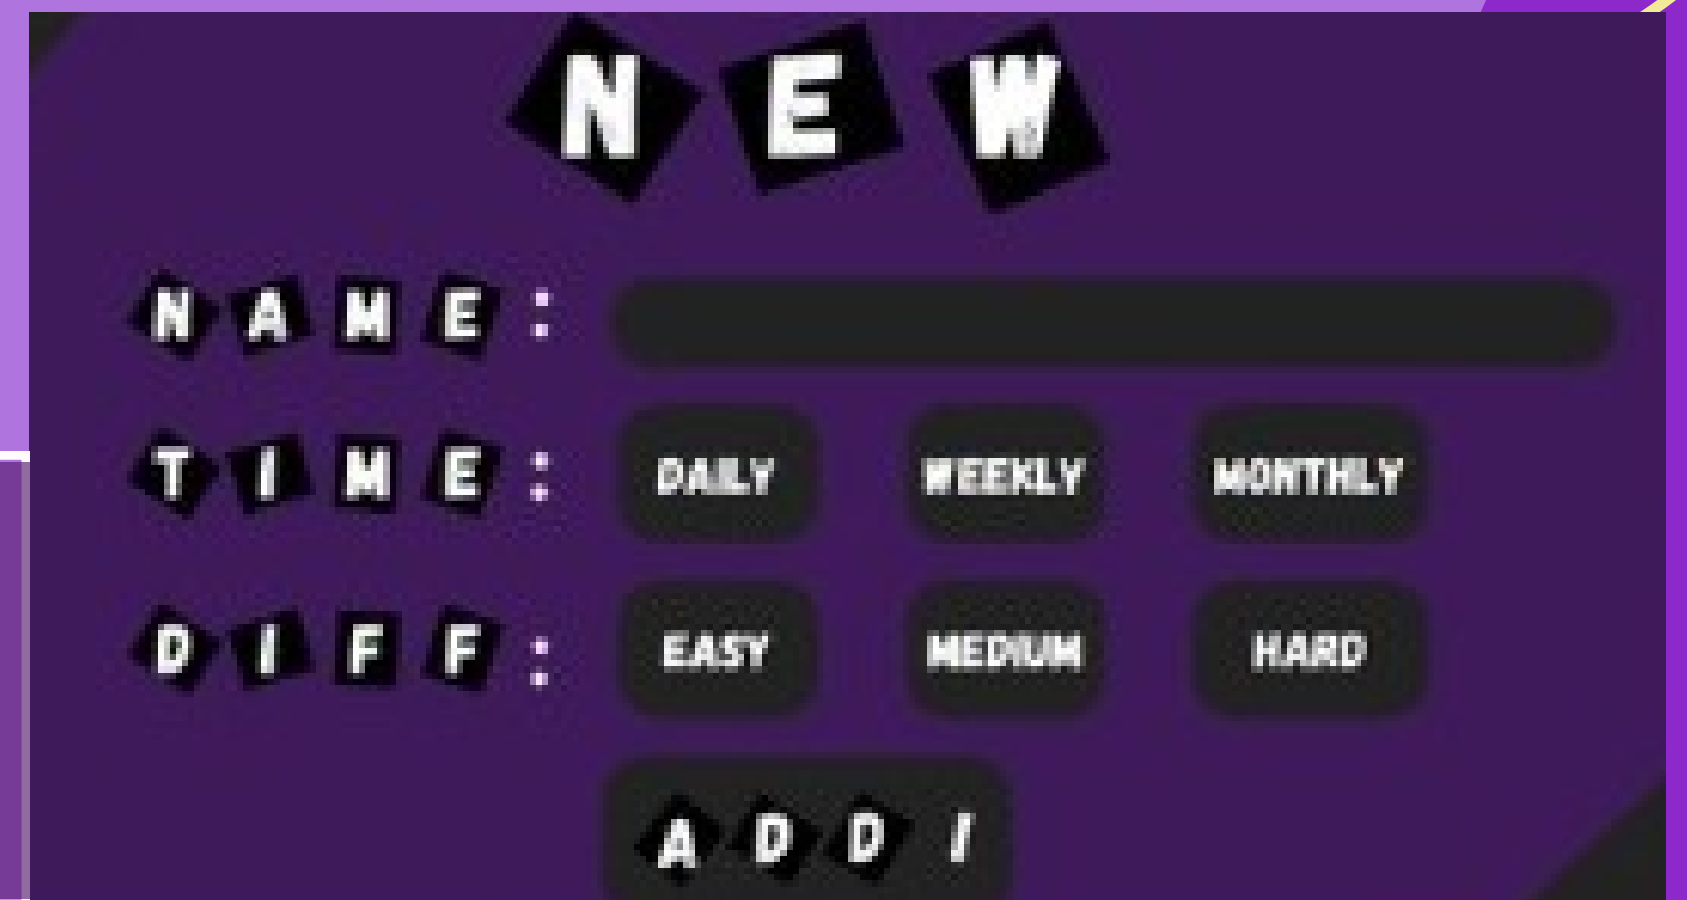 NEW
NAME:
TIME: DAILY WEEKLY MONTHLY
DIFF: EASY MEDIUM HARD
ADD /